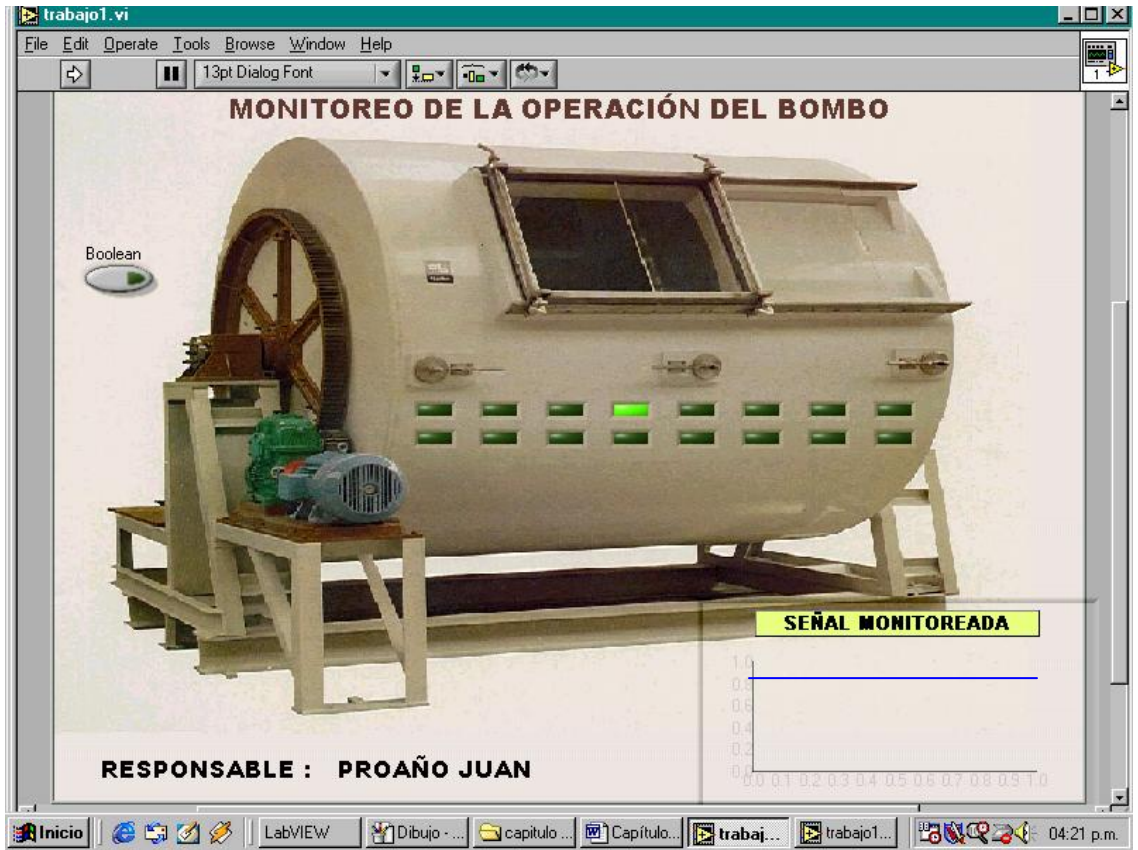 trabajo1.vi
File Edit Operate Tools Browse Window Help
13pt Dialog Font
1
MONITOREO DE LA OPERACIÓN DEL BOMBO
Boolean
SEÑAL MONITOREADA
1.0
0.8
0.6
0.4
0.2
0.0
0.0 0.1 0.2 0.3 0.4 0.5 0.6 0.7 0.8 0.9 1.0
RESPONSABLE : PROAÑO JUAN
Inicio LabVIEW Dibujo - ... capitulo ... Capítulo... trabaj... trabajo1... 04:21 p.m.